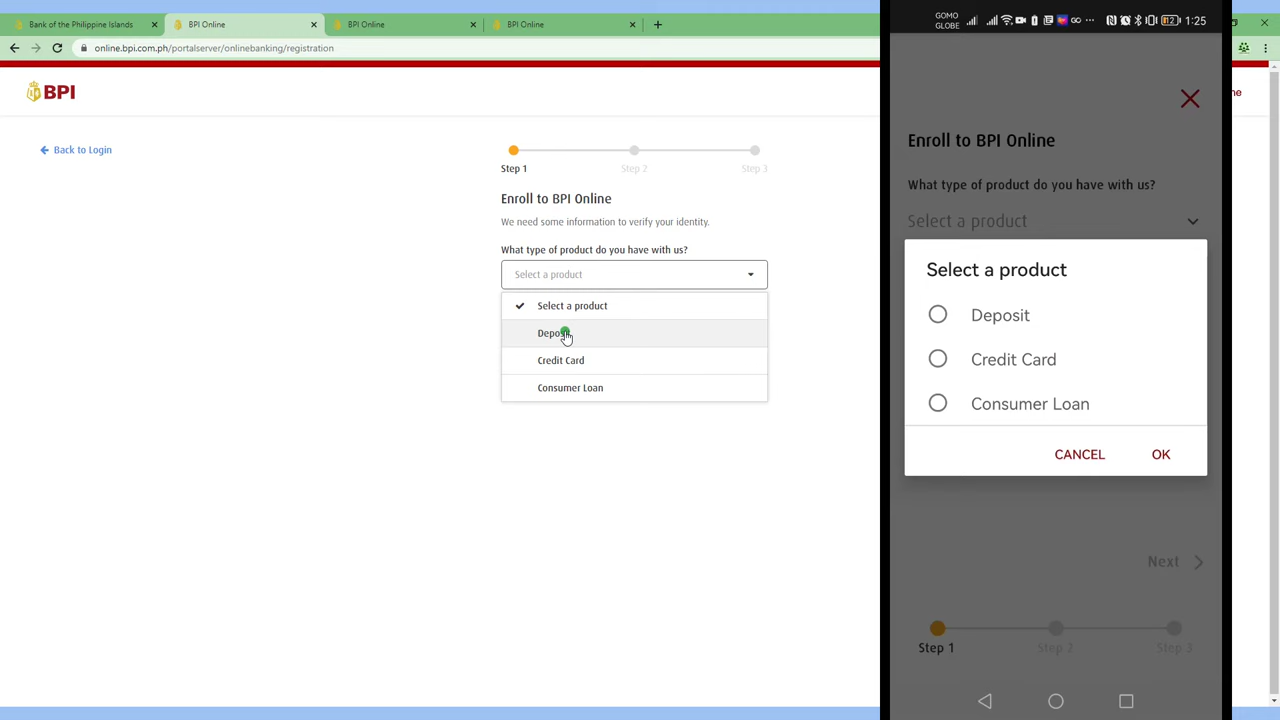 Bank of the Philippine Islands
BPI Online
BPI Online
BPI Online
online.bpi.com.ph/portalserver/onlinebanking/registration
BPI
Back to Login
Step 1
Step 2
Step 3
Enroll to BPI Online
We need some information to verify your identity.
What type of product do you have with us?
Select a product
Select a product
Deposit
Credit Card
Consumer Loan
GOMO
GLOBE
12
1:25
Enroll to BPI Online
What type of product do you have with us?
Select a product
Select a product
Deposit
Credit Card
Consumer Loan
CANCEL OK
Next
Step 1
Step 2
Step 3